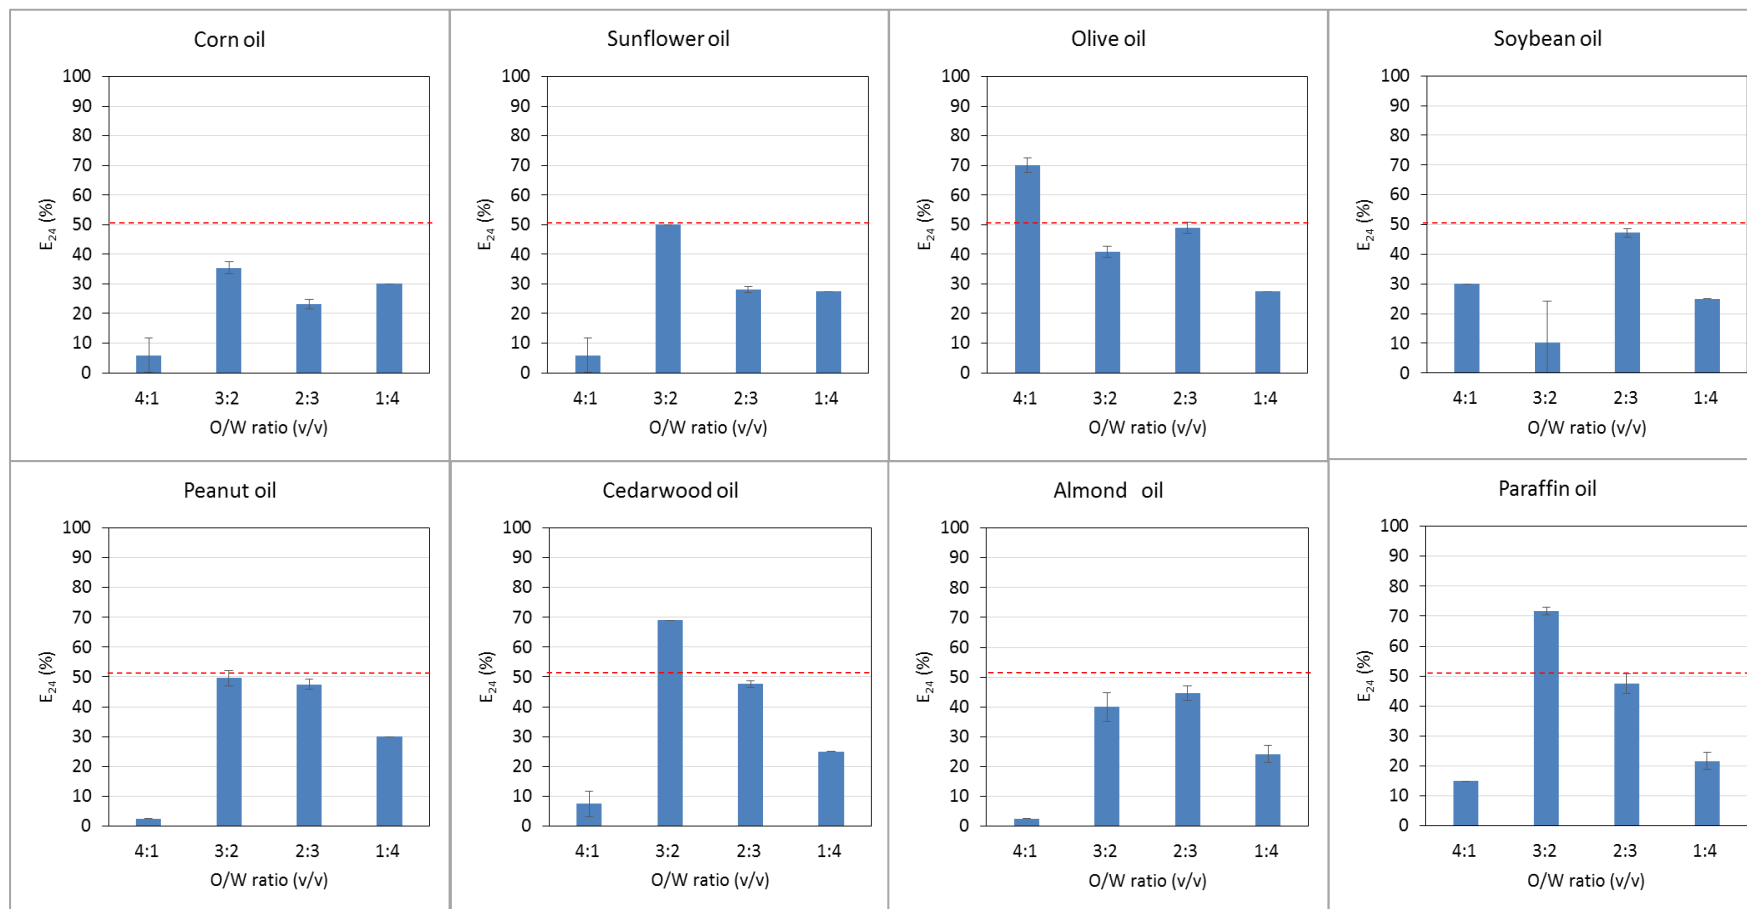 Corn oil
100
90
80
70
60
50
40
30
20
10
0
E24 (%)
4:1 3:2 2:3 1:4
O/W ratio (v/v)
Sunflower oil
100
90
80
70
60
50
40
30
20
10
0
E24 (%)
4:1 3:2 2:3 1:4
O/W ratio (v/v)
Olive oil
100
90
80
70
60
50
40
30
20
10
0
E24 (%)
4:1 3:2 2:3 1:4
O/W ratio (v/v)
Soybean oil
100
90
80
70
60
50
40
30
20
10
0
E24 (%)
4:1 3:2 2:3 1:4
O/W ratio (v/v)
Peanut oil
100
90
80
70
60
50
40
30
20
10
0
E24 (%)
4:1 3:2 2:3 1:4
O/W ratio (v/v)
Cedarwood oil
100
90
80
70
60
50
40
30
20
10
0
E24 (%)
4:1 3:2 2:3 1:4
O/W ratio (v/v)
Almond oil
100
90
80
70
60
50
40
30
20
10
0
E24 (%)
4:1 3:2 2:3 1:4
O/W ratio (v/v)
Paraffin oil
100
90
80
70
60
50
40
30
20
10
0
E24 (%)
4:1 3:2 2:3 1:4
O/W ratio (v/v)